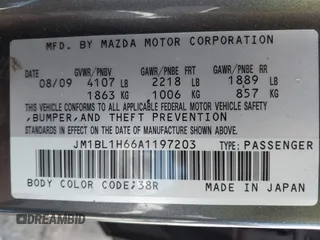 MFD. BY MAZDA MOTOR CORPORATION
GVWR/PNBV GAWR/PNBE FR GAWR/PNBE RR
08/09 4107 LB 2218 LB 1889 LB
1863 KG 1006 KG 857 KG
THIS VEHICLE CONFORMS TO ALL APPLICABLE FEDERAL MOTOR VEHICLE SAFETY
,BUMPER,AND THEFT PREVENTION
STANDARDS IN EFFECT ON THE DATE OF MANUFACTURE SHOWN ABOVE.
JM1BL1H66A1197203 TYPE: PASSENGER
BODY COLOR CODE:38R MADE IN JAPAN
DREAMBID